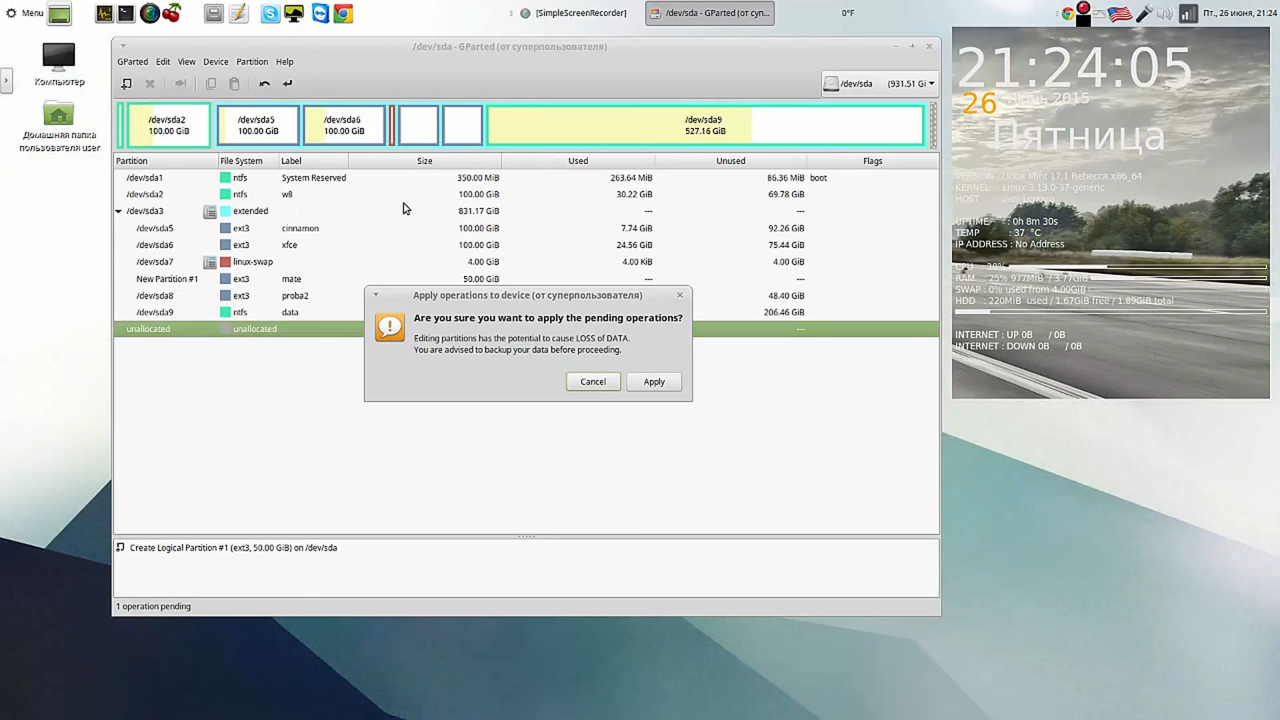 Menu
[SimpleScreenRecorder]
/dev/sda - GParted (от суп...
0°F
Пт, 26 июня, 21:24
Компьютер
Домашняя папка
пользователя user
/dev/sda - GParted (от суперпользователя)
GParted Edit View Device Partition Help
/dev/sda (931.51 Gi
/dev/sda2
100.00 GiB
/dev/sda5
100.00 GiB
/dev/sda6
100.00 GiB
/dev/sda9
527.16 GiB
Partition File System Label Size Used Unused Flags
/dev/sda1 ntfs System Reserved 350.00 MiB 263.64 MiB 86.36 MiB boot
/dev/sda2 ntfs w8 100.00 GiB 30.22 GiB 69.78 GiB
/dev/sda3 extended 831.17 GiB --- ---
/dev/sda5 ext3 cinnamon 100.00 GiB 7.74 GiB 92.26 GiB
/dev/sda6 ext3 xfce 100.00 GiB 24.56 GiB 75.44 GiB
/dev/sda7 linux-swap 4.00 GiB 4.00 KiB 4.00 GiB
New Partition #1 ext3 mate 50.00 GiB --- ---
/dev/sda8 ext3 proba2 48.40 GiB
/dev/sda9 ntfs data 206.46 GiB
unallocated unallocated ---
Apply operations to device (от суперпользователя)
Are you sure you want to apply the pending operations?
Editing partitions has the potential to cause LOSS of DATA.
You are advised to backup your data before proceeding.
Cancel Apply
Create Logical Partition #1 (ext3, 50.00 GiB) on /dev/sda
1 operation pending
21:24:05
26 2015
Пятница
VERSION : Linux Mint 17.1 Rebecca x86_64
KERNEL : Linux 3.13.0-37-generic
HOST :
UPTIME : 0h 8m 30s
TEMP : 37 °C
IP ADDRESS : No Address
CPU 28%
RAM : 25% 977MiB / 3.77GiB
SWAP : 0% used from 4.00GiB
HDD : 220MiB used / 1.67GiB free / 1.89GiB total
INTERNET : UP 0B / 0B
INTERNET : DOWN 0B / 0B